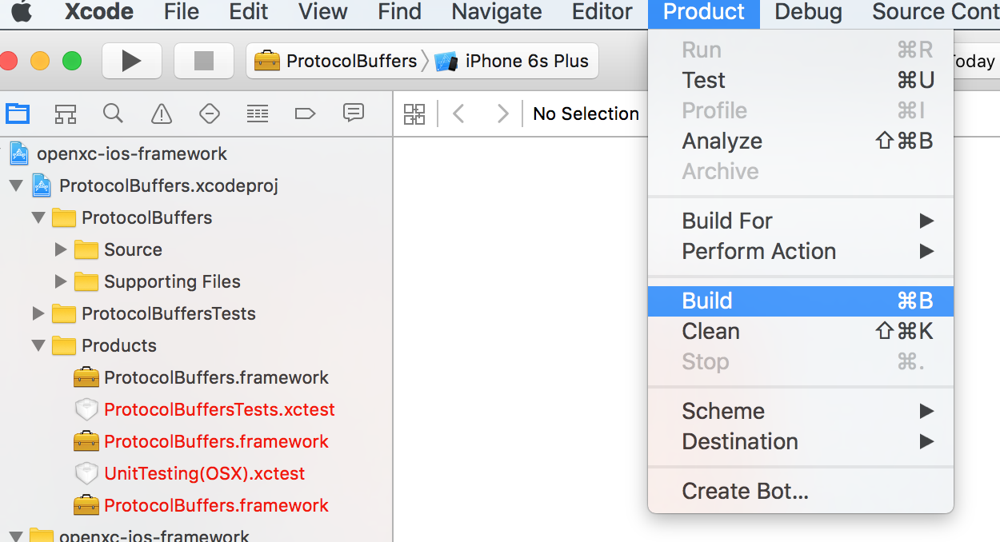 Xcode File Edit View Find Navigate Editor Product Debug Source Cont
ProtocolBuffers iPhone 6s Plus
Today
No Selection
openxc-ios-framework
ProtocolBuffers.xcodeproj
ProtocolBuffers
Source
Supporting Files
ProtocolBuffersTests
Products
ProtocolBuffers.framework
ProtocolBuffersTests.xctest
ProtocolBuffers.framework
UnitTesting(OSX).xctest
ProtocolBuffers.framework
openxc-ios-framework
Run ⌘R
Test ⌘U
Profile ⌘I
Analyze ⇧⌘B
Archive
Build For ▶
Perform Action ▶
Build ⌘B
Clean ⇧⌘K
Stop ⌘.
Scheme ▶
Destination ▶
Create Bot...